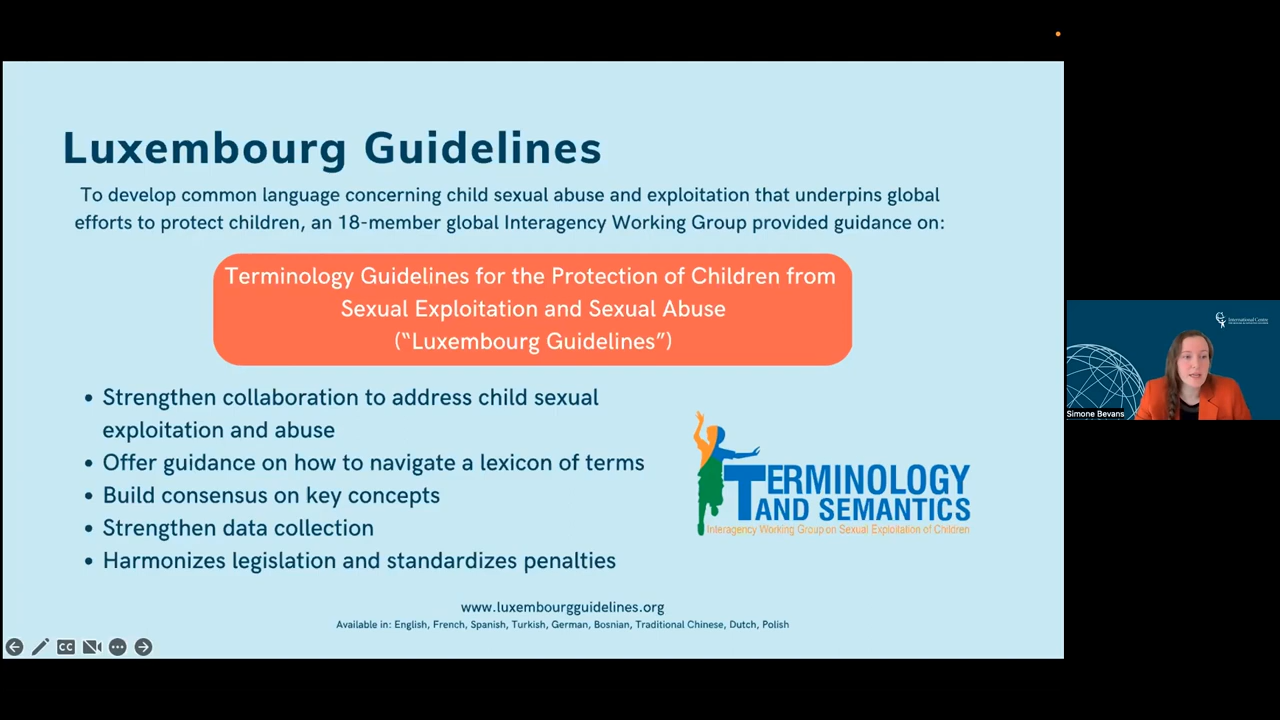 Luxembourg Guidelines
To develop common language concerning child sexual abuse and exploitation that underpins global
efforts to protect children, an 18-member global Interagency Working Group provided guidance on:
Terminology Guidelines for the Protection of Children from
Sexual Exploitation and Sexual Abuse
(“Luxembourg Guidelines”)
• Strengthen collaboration to address child sexual
exploitation and abuse
• Offer guidance on how to navigate a lexicon of terms
• Build consensus on key concepts
• Strengthen data collection
• Harmonizes legislation and standardizes penalties
TERMINOLOGY
AND SEMANTICS
Interagency Working Group on Sexual Exploitation of Children
www.luxembourgguidelines.org
Available in: English, French, Spanish, Turkish, German, Bosnian, Traditional Chinese, Dutch, Polish
CC
International Centre
Simone Bevans